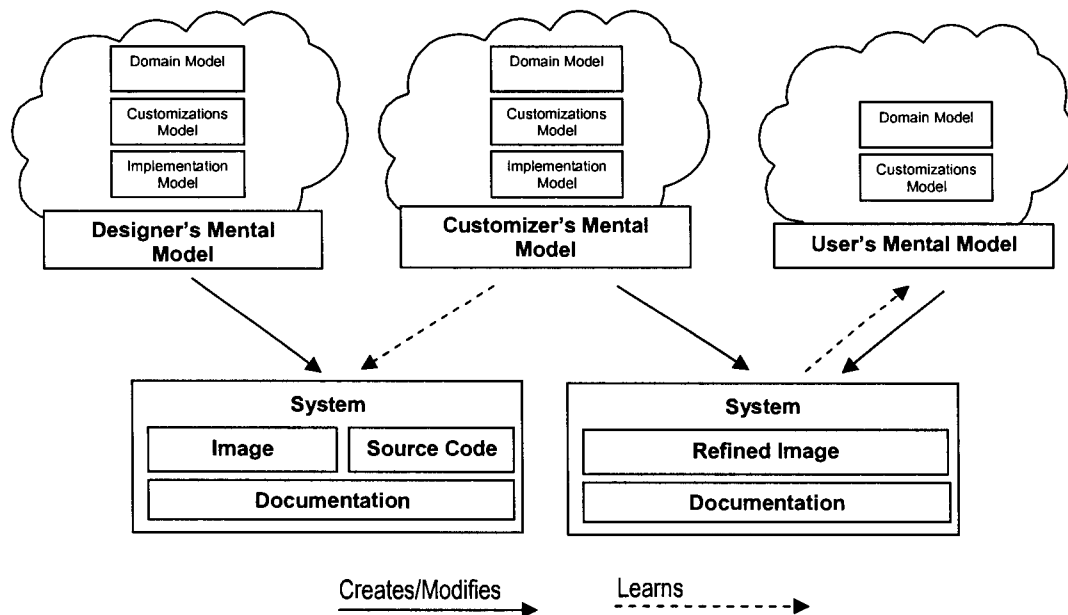 Domain Model
Customizations
Model
Implementation
Model
Designer's Mental
Model
Domain Model
Customizations
Model
Implementation
Model
Customizer's Mental
Model
Domain Model
Customizations
Model
User's Mental Model
System
Image
Source Code
Documentation
System
Refined Image
Documentation
Creates/Modifies
Learns